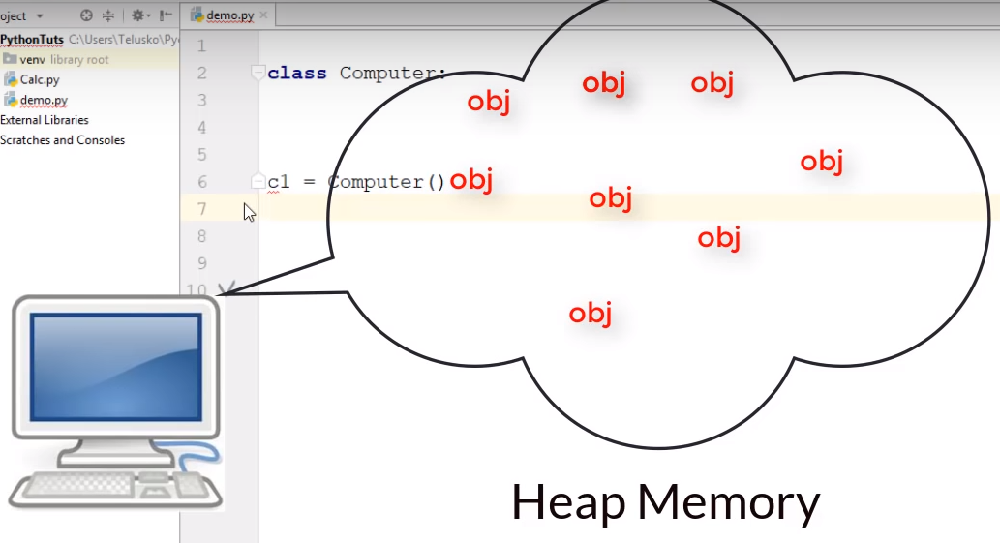 oject
demo.py
PythonTuts C:\Users\Telusko\Py
venv library root
Calc.py
demo.py
External Libraries
Scratches and Consoles
1
2 class Computer:
3
4
5
6 c1 = Computer()
7
8
9
10
obj obj obj
obj obj obj
obj
obj
Heap Memory